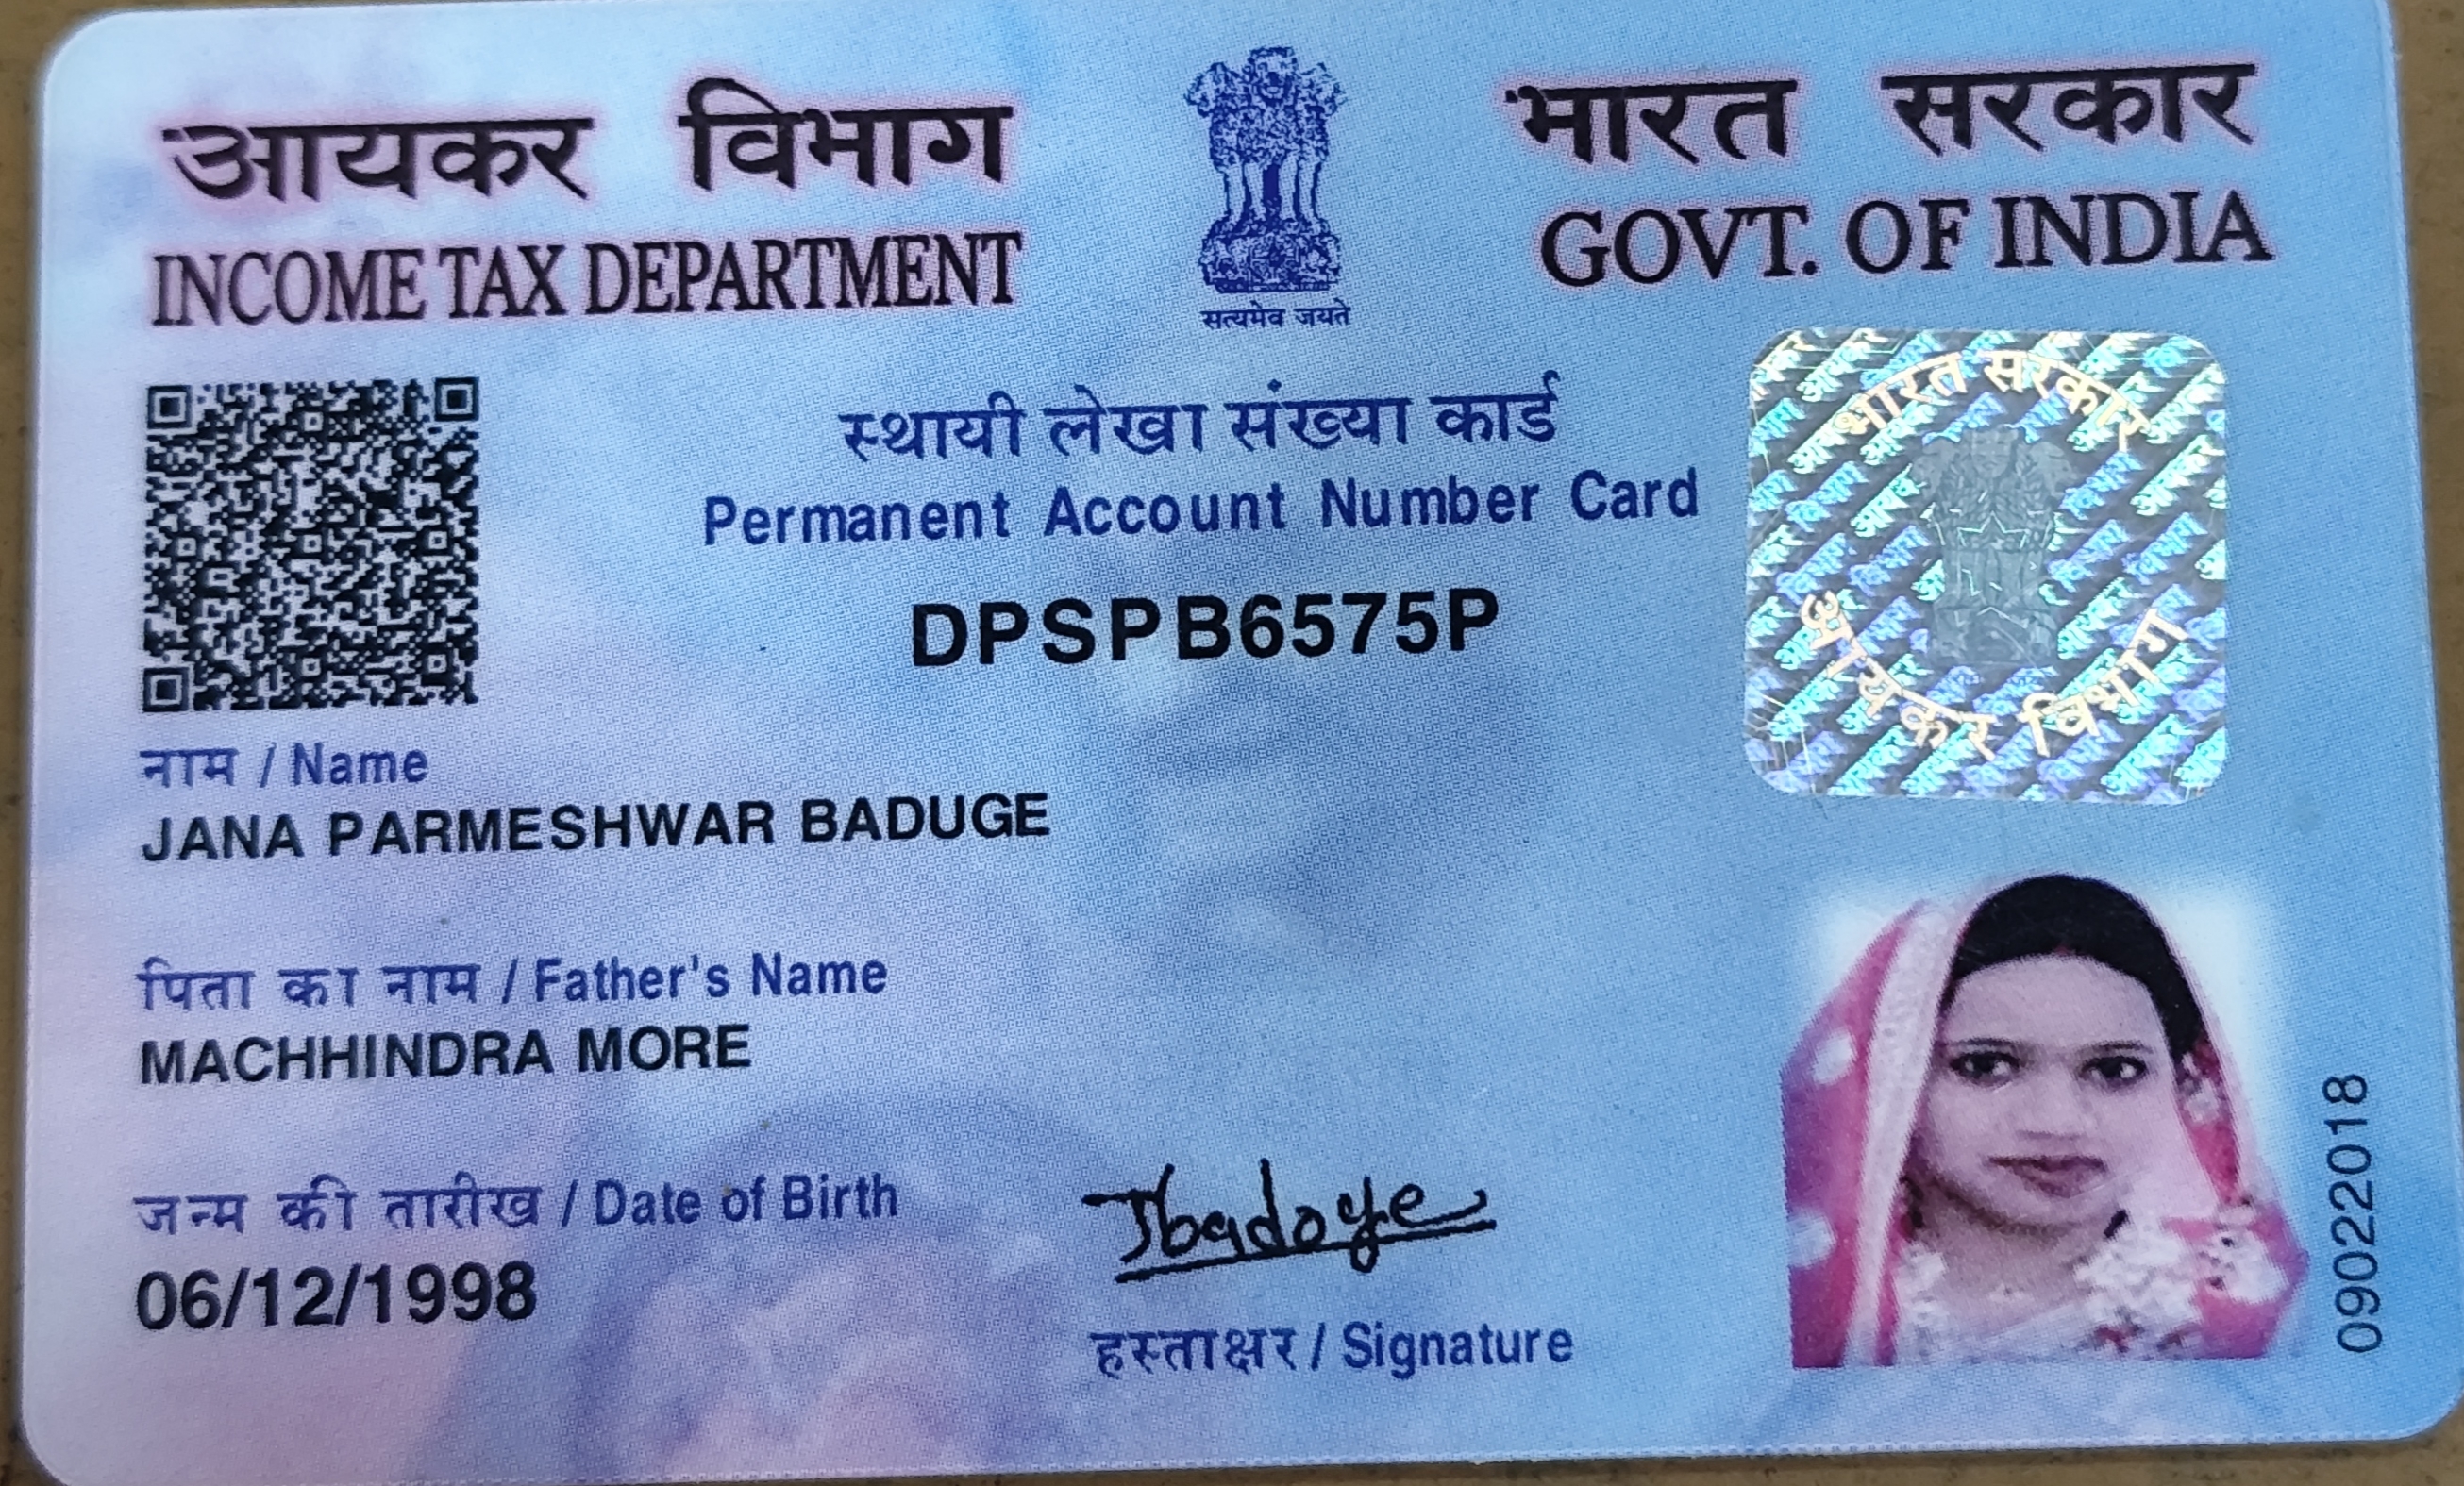 आयकर विभाग
INCOME TAX DEPARTMENT
सत्यमेव जयते
भारत सरकार
GOVT. OF INDIA
स्थायी लेखा संख्या कार्ड
Permanent Account Number Card
DPSPB6575P
भारत सरकार
आयकर विभाग
नाम / Name
JANA PARMESHWAR BADUGE
पिता का नाम / Father's Name
MACHHINDRA MORE
जन्म की तारीख / Date of Birth
06/12/1998
हस्ताक्षर / Signature
09022018